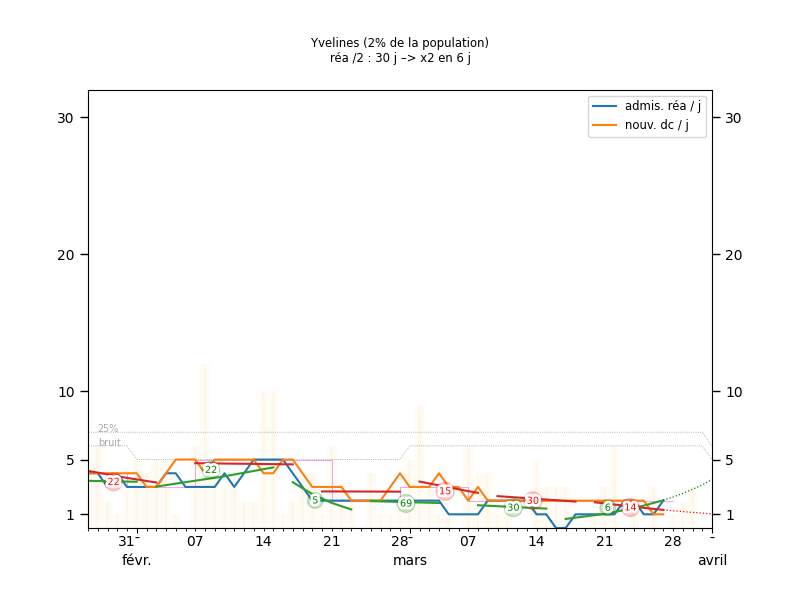 Yvelines (2% de la population)
réa /2 : 30 j –> x2 en 6 j
admis. réa / j
nouv. dc / j
30 30
20 20
10 10
25%
bruit
5 5
22 22 5 69 15 30 30 6 14
1 1
31 07 14 21 28 07 14 21 28
févr. mars avril